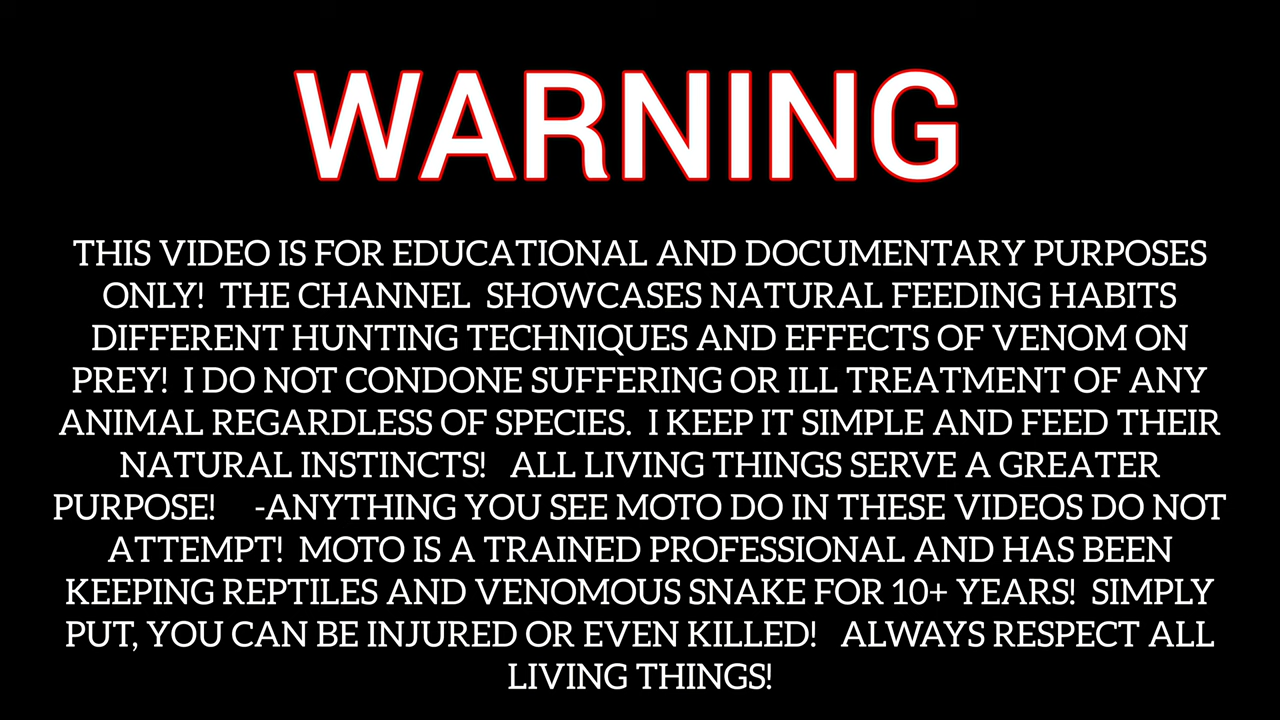 WARNING
THIS VIDEO IS FOR EDUCATIONAL AND DOCUMENTARY PURPOSES
ONLY!  THE CHANNEL  SHOWCASES NATURAL FEEDING HABITS
DIFFERENT HUNTING TECHNIQUES AND EFFECTS OF VENOM ON
PREY!  I DO NOT CONDONE SUFFERING OR ILL TREATMENT OF ANY
ANIMAL REGARDLESS OF SPECIES.  I KEEP IT SIMPLE AND FEED THEIR
NATURAL INSTINCTS!   ALL LIVING THINGS SERVE A GREATER
PURPOSE!     -ANYTHING YOU SEE MOTO DO IN THESE VIDEOS DO NOT
ATTEMPT!  MOTO IS A TRAINED PROFESSIONAL AND HAS BEEN
KEEPING REPTILES AND VENOMOUS SNAKE FOR 10+ YEARS!  SIMPLY
PUT, YOU CAN BE INJURED OR EVEN KILLED!   ALWAYS RESPECT ALL
LIVING THINGS!